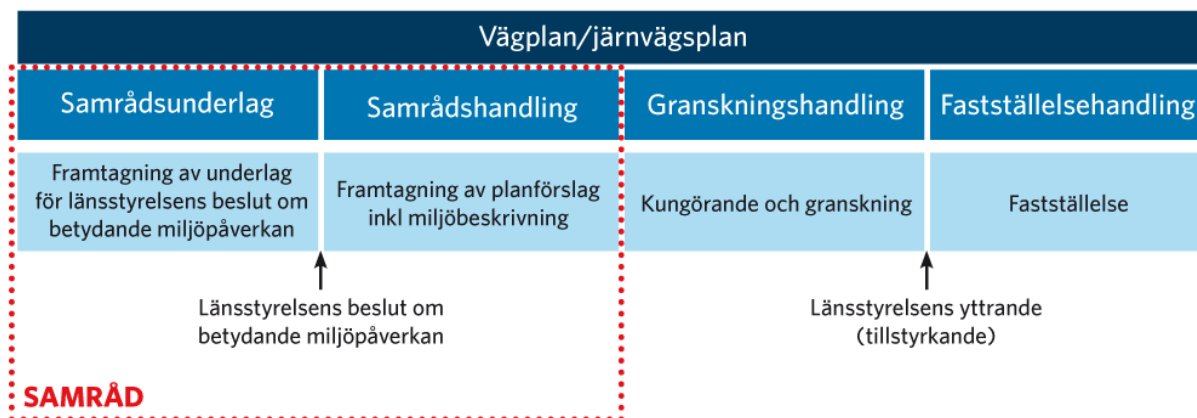 Vägplan/järnvägsplan
Samrådsunderlag
Samrådshandling
Granskningshandling
Fastställelsehandling
Framtagning av underlag
för länsstyrelsens beslut om
betydande miljöpåverkan
Framtagning av planförslag
inkl miljöbeskrivning
Kungörande och granskning
Fastställelse
Länsstyrelsens beslut om
betydande miljöpåverkan
Länsstyrelsens yttrande
(tillstyrkande)
SAMRÅD